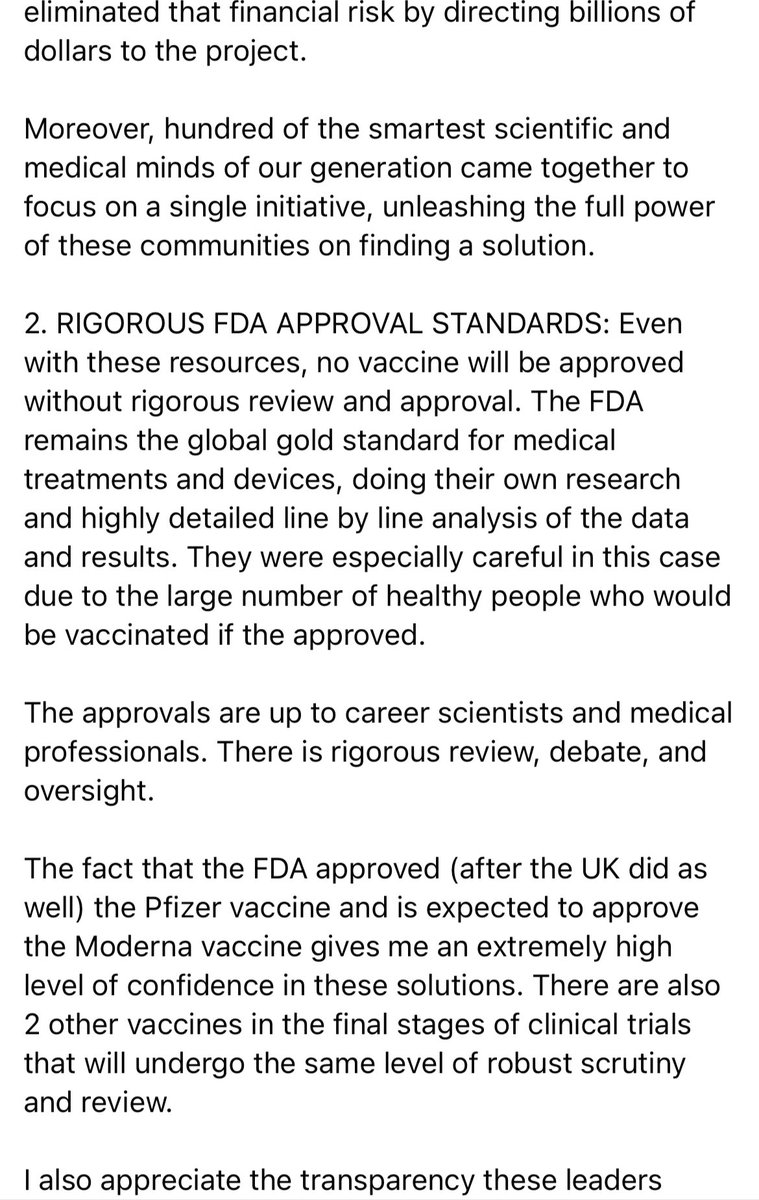 eliminated that financial risk by directing billions of
dollars to the project.
Moreover, hundred of the smartest scientific and
medical minds of our generation came together to
focus on a single initiative, unleashing the full power
of these communities on finding a solution.
2. RIGOROUS FDA APPROVAL STANDARDS: Even
with these resources, no vaccine will be approved
without rigorous review and approval. The FDA
remains the global gold standard for medical
treatments and devices, doing their own research
and highly detailed line by line analysis of the data
and results. They were especially careful in this case
due to the large number of healthy people who would
be vaccinated if the approved.
The approvals are up to career scientists and medical
professionals. There is rigorous review, debate, and
oversight.
The fact that the FDA approved (after the UK did as
well) the Pfizer vaccine and is expected to approve
the Moderna vaccine gives me an extremely high
level of confidence in these solutions. There are also
2 other vaccines in the final stages of clinical trials
that will undergo the same level of robust scrutiny
and review.
I also appreciate the transparency these leaders